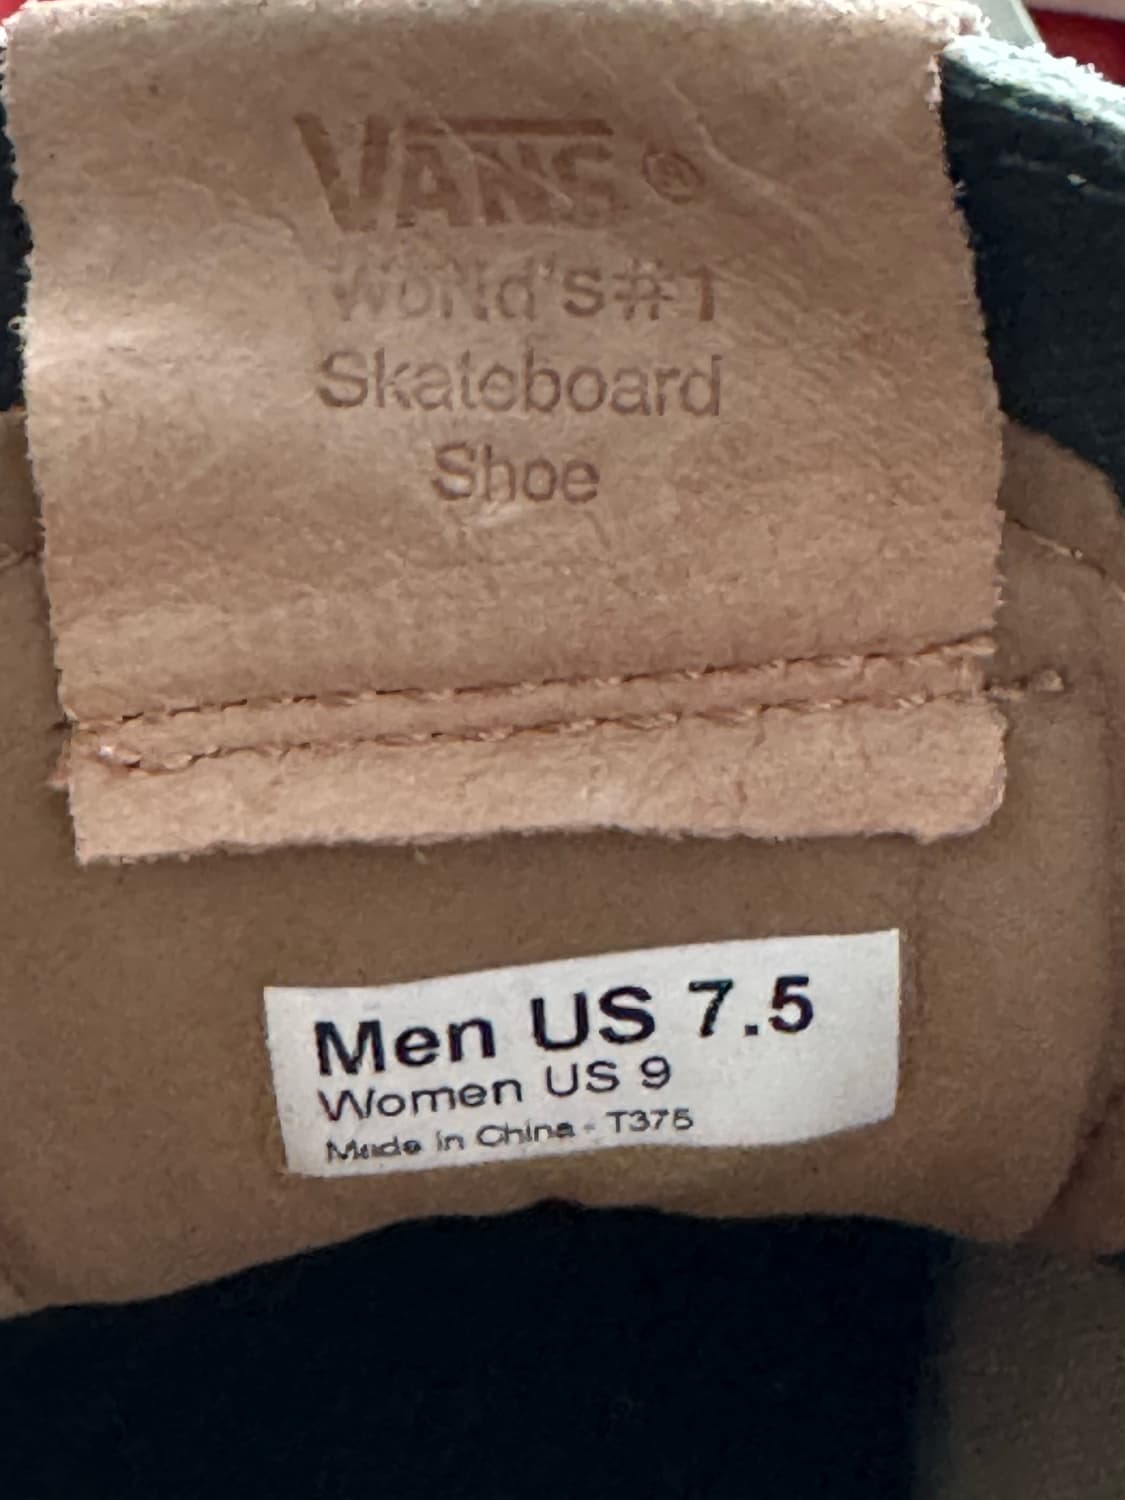 VANS®
World's #1
Skateboard
Shoe
Men US 7.5
Women US 9
Made in China - T375